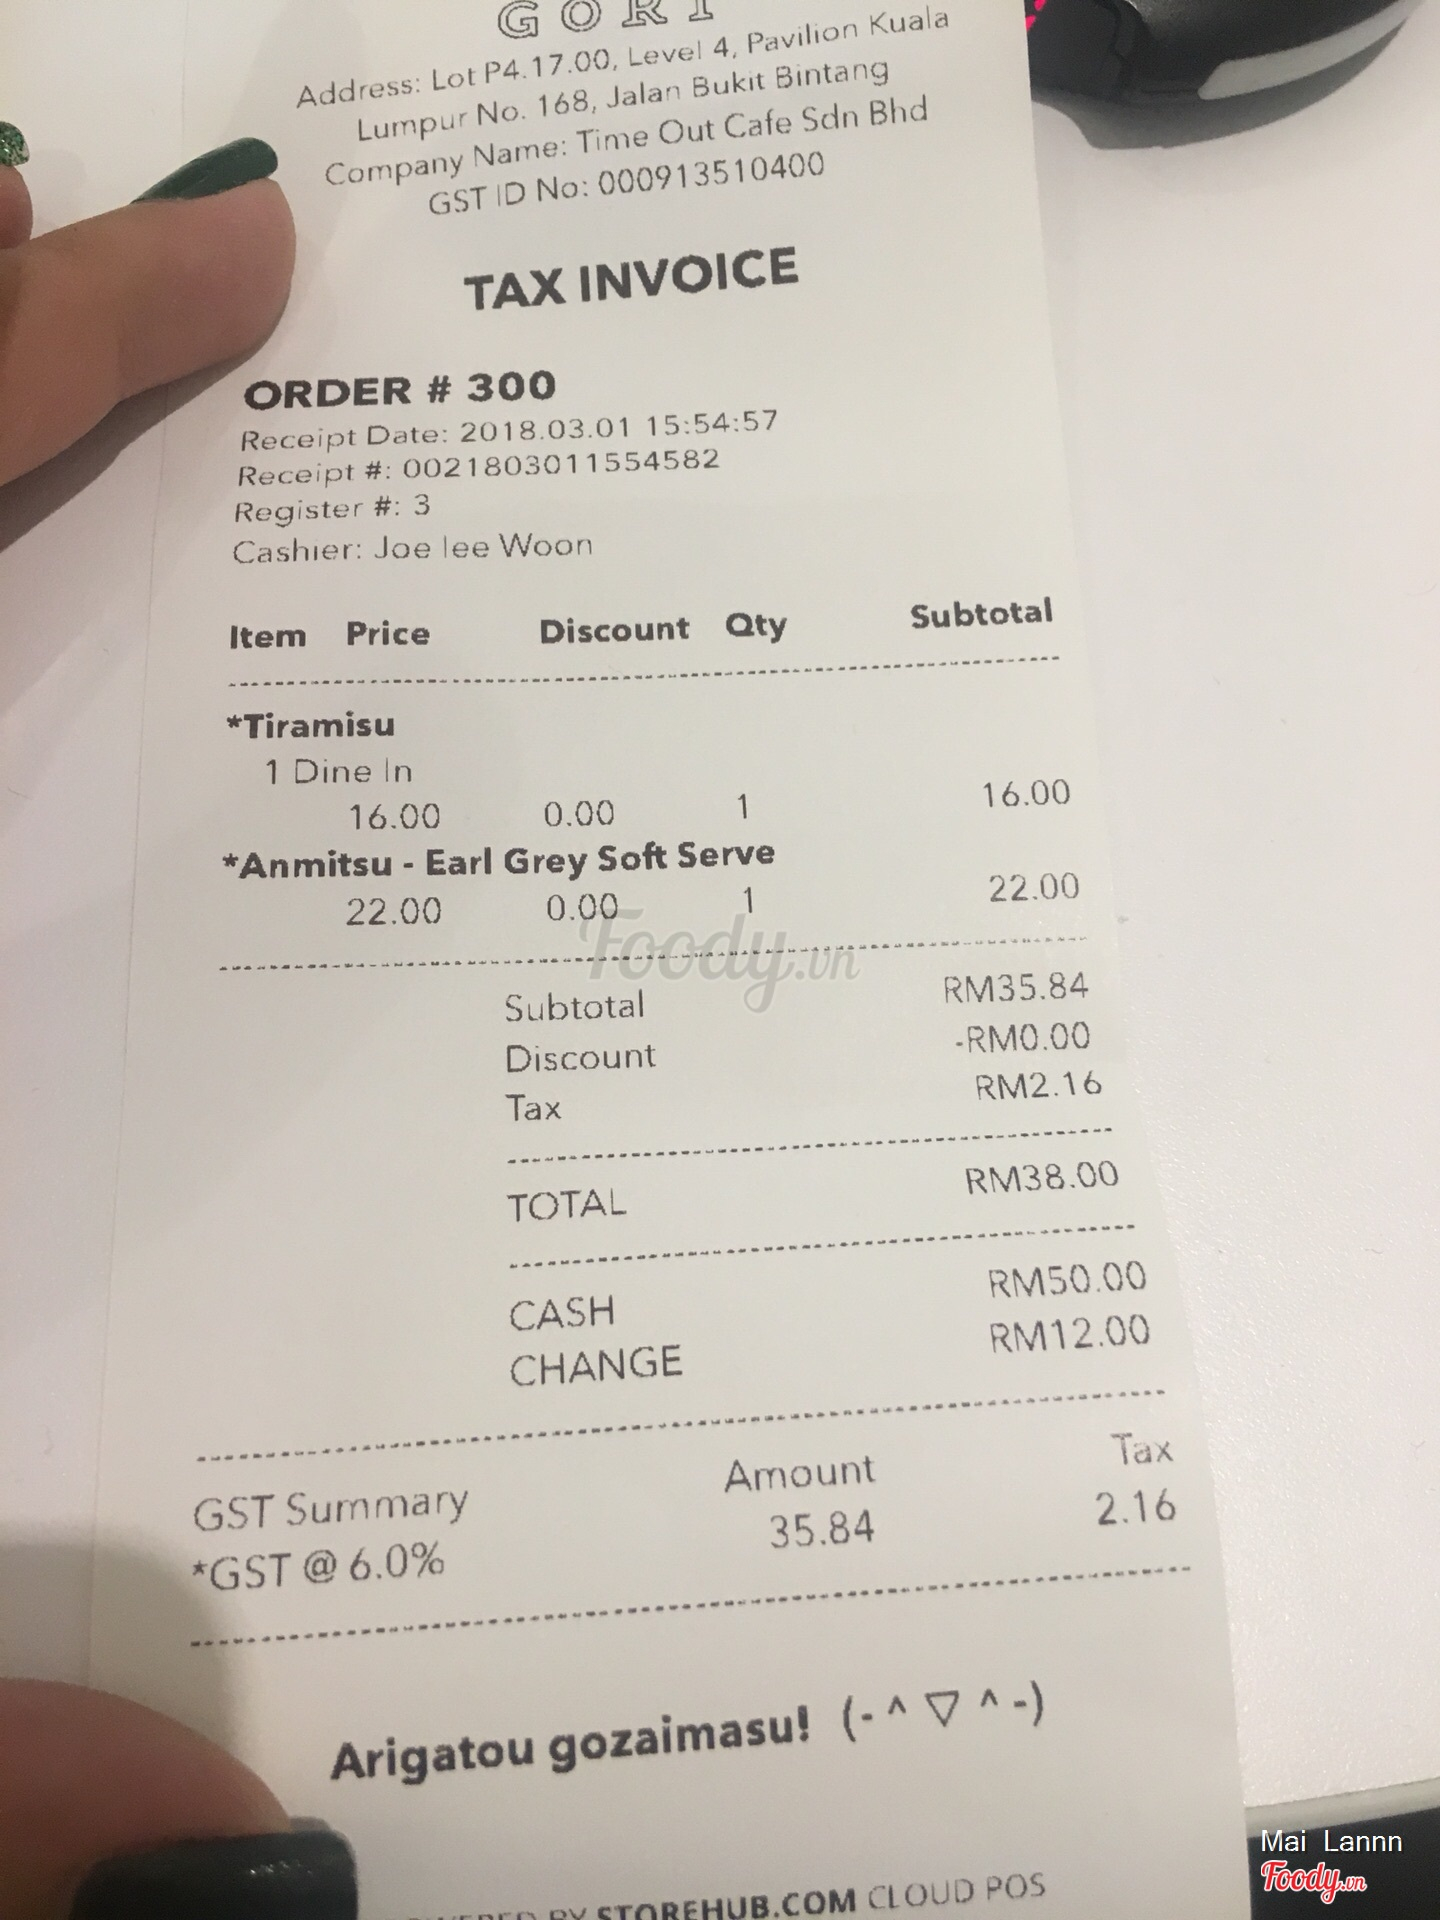 GORI
Address: Lot P4.17.00, Level 4, Pavilion Kuala
Lumpur No. 168, Jalan Bukit Bintang
Company Name: Time Out Cafe Sdn Bhd
GST ID No: 000913510400
TAX INVOICE
ORDER # 300
Receipt Date: 2018.03.01 15:54:57
Receipt #: 0021803011554582
Register #: 3
Cashier: Joe lee Woon
Item Price Discount Qty Subtotal
*Tiramisu
1 Dine In
16.00 0.00 1 16.00
*Anmitsu - Earl Grey Soft Serve
22.00 0.00 1 22.00
Foody.vn
Subtotal RM35.84
Discount -RM0.00
Tax RM2.16
TOTAL RM38.00
CASH RM50.00
CHANGE RM12.00
GST Summary Amount Tax
*GST @ 6.0% 35.84 2.16
Arigatou gozaimasu! (-^▽^-)
BY STOREHUB.COM CLOUD POS
Mai Lannn
Foody.vn